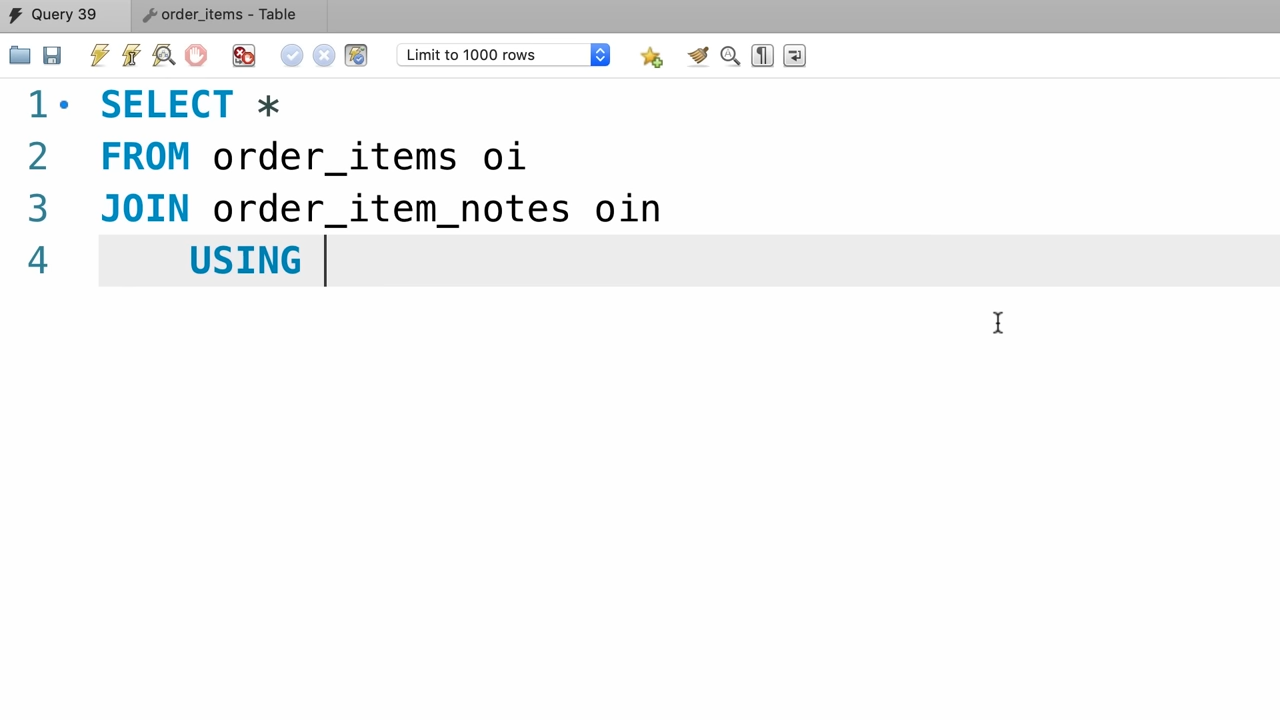 Query 39
order_items - Table
Limit to 1000 rows
1 SELECT *
2 FROM order_items oi
3 JOIN order_item_notes oin
4 USING